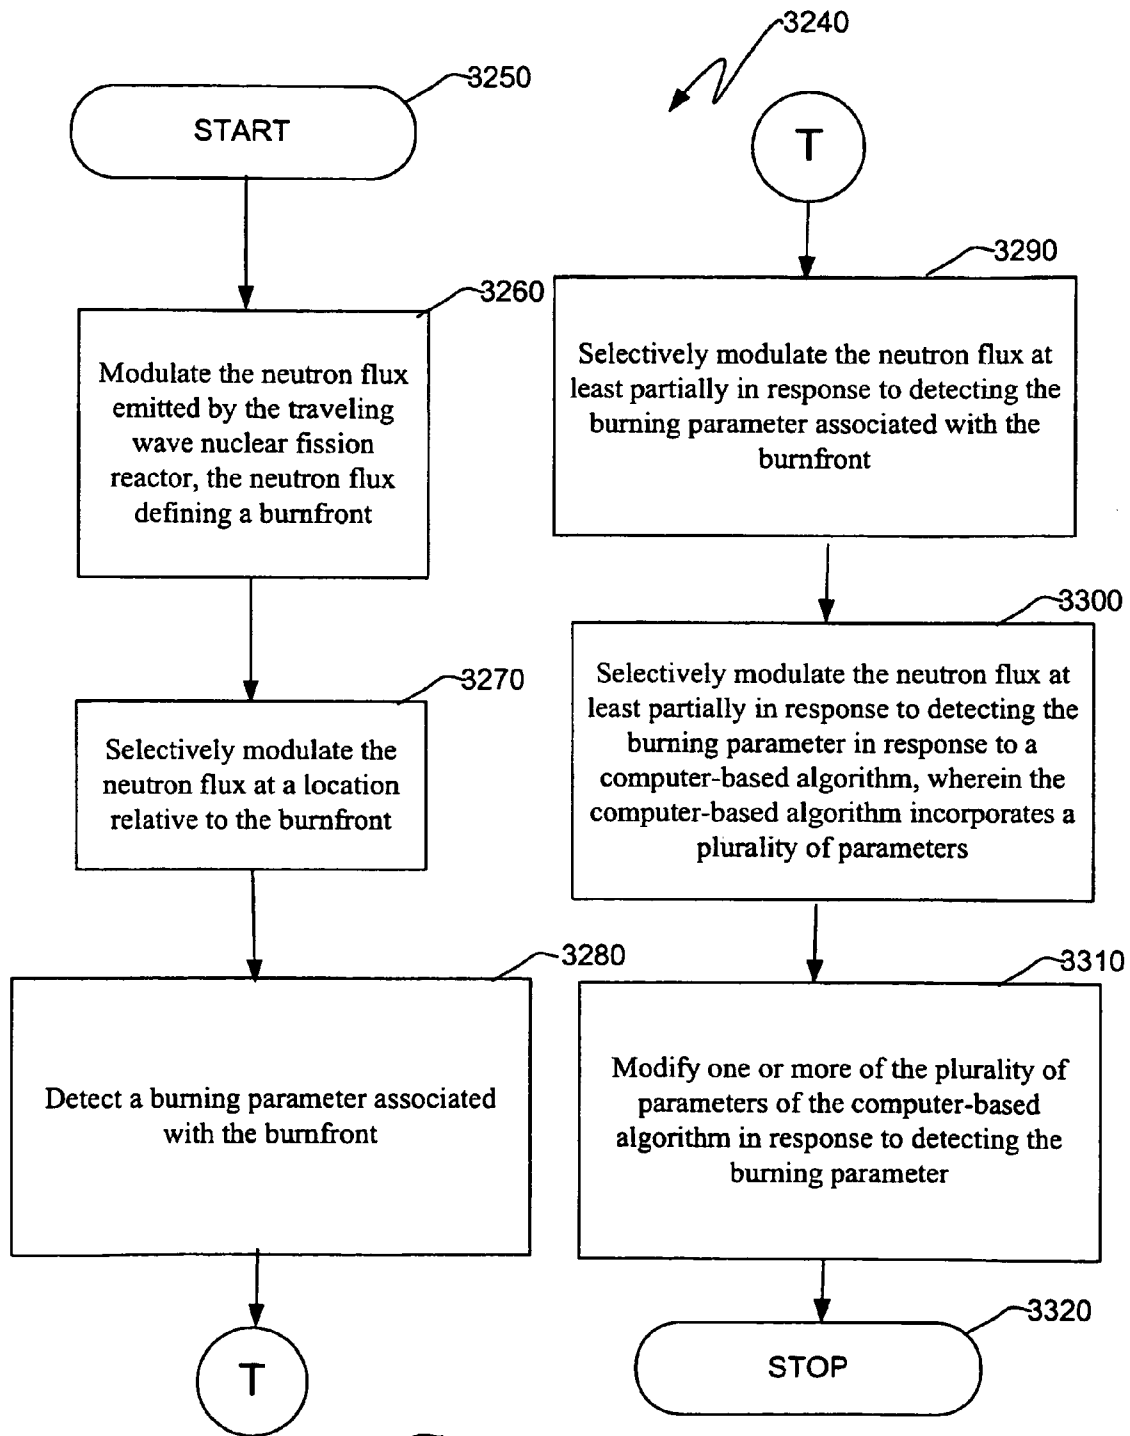 3250
START
3260
Modulate the neutron flux
emitted by the traveling
wave nuclear fission
reactor, the neutron flux
defining a burnfront
3270
Selectively modulate the
neutron flux at a location
relative to the burnfront
3280
Detect a burning parameter associated
with the burnfront
T
3240
T
3290
Selectively modulate the neutron flux at
least partially in response to detecting the
burning parameter associated with the
burnfront
3300
Selectively modulate the neutron flux at
least partially in response to detecting the
burning parameter in response to a
computer-based algorithm, wherein the
computer-based algorithm incorporates a
plurality of parameters
3310
Modify one or more of the plurality of
parameters of the computer-based
algorithm in response to detecting the
burning parameter
3320
STOP